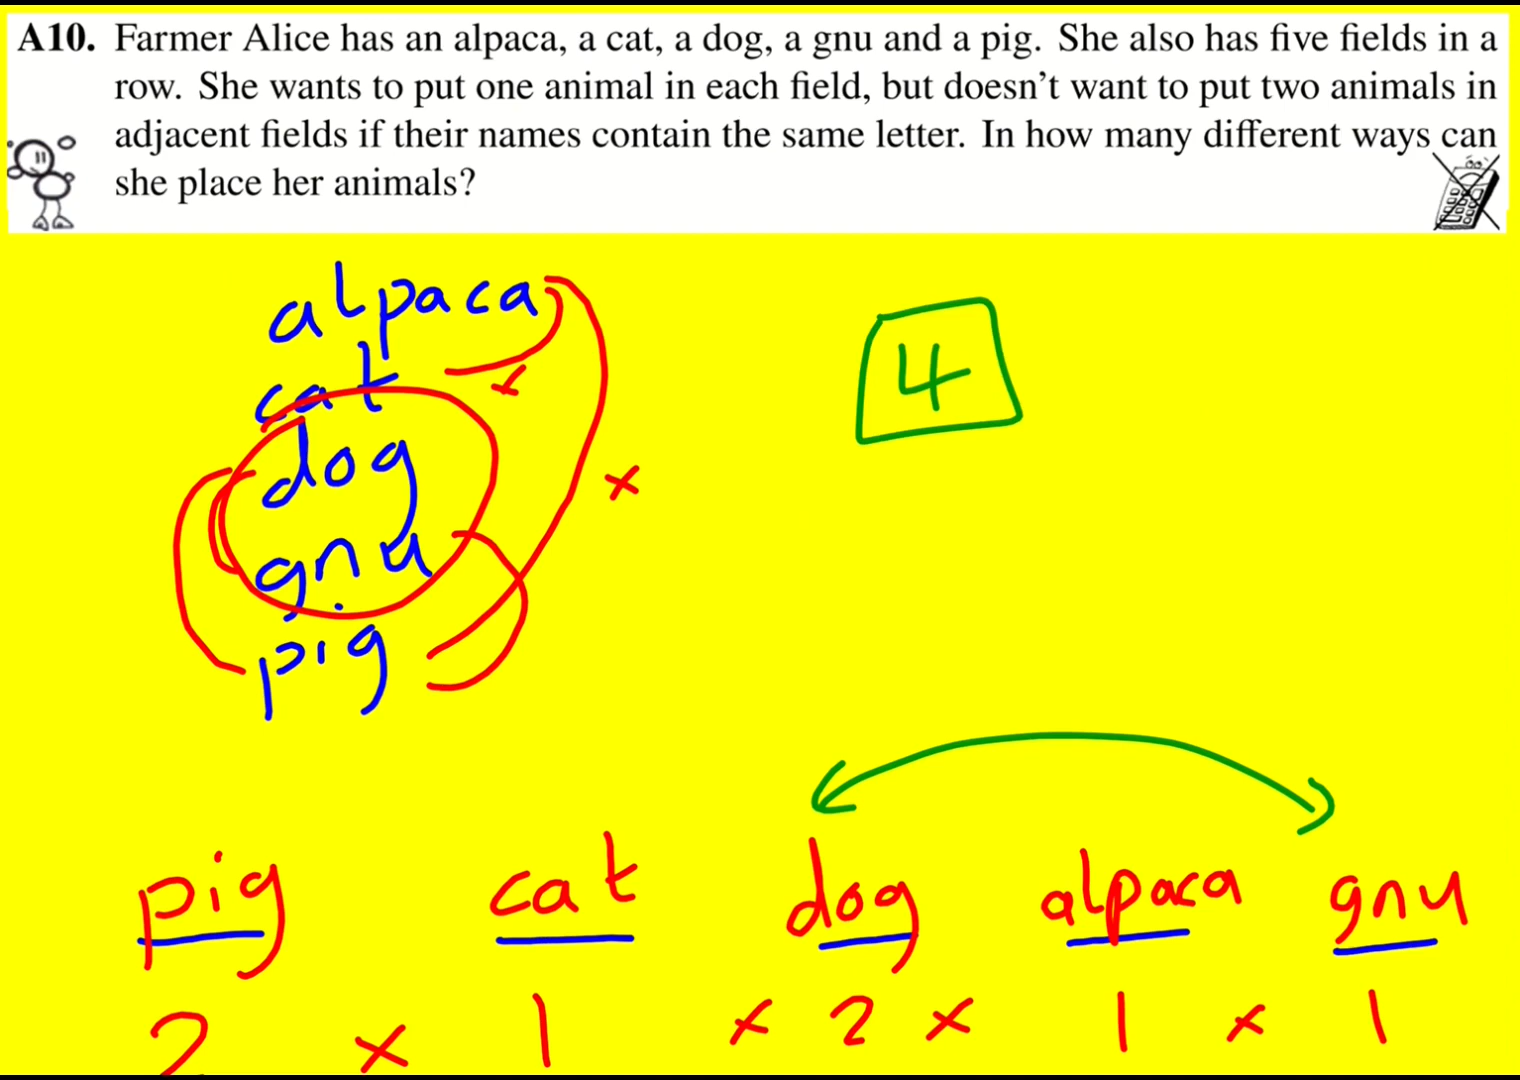 A10. Farmer Alice has an alpaca, a cat, a dog, a gnu and a pig. She also has five fields in a
row. She wants to put one animal in each field, but doesn't want to put two animals in
adjacent fields if their names contain the same letter. In how many different ways can
she place her animals?
alpaca
cat
dog
gnu
pig
4
pig cat dog alpaca gnu
2 × 1 × 2 × 1 × 1